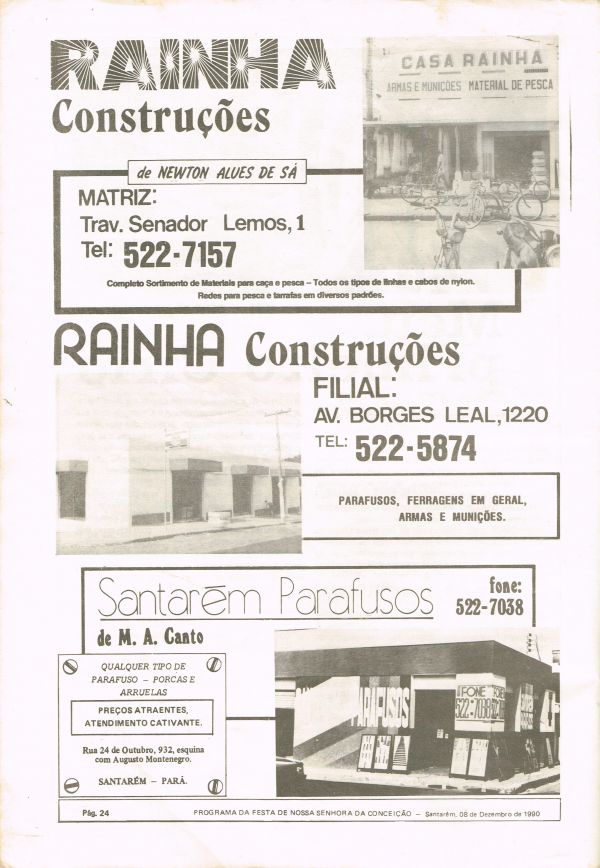 RAINHA
Construções
CASA RAINHA
ARMAS E MUNIÇÕES MATERIAL DE PESCA
de NEWTON ALVES DE SÁ
MATRIZ:
Trav. Senador Lemos, 1
Tel: 522-7157
Completo Sortimento de Materiais para caça e pesca – Todos os tipos de linhas e cabos de nylon.
Redes para pesca e tarrafas em diversos padrões.
RAINHA Construções
FILIAL:
AV. BORGES LEAL, 1220
TEL: 522-5874
PARAFUSOS, FERRAGENS EM GERAL,
ARMAS E MUNIÇÕES.
Santarém Parafusos
fone:
522-7038
de M. A. Canto
QUALQUER TIPO DE
PARAFUSO – PORCAS E
ARRUELAS
PREÇOS ATRAENTES,
ATENDIMENTO CATIVANTE.
Rua 24 de Outubro, 932, esquina
com Augusto Montenegro.
SANTARÉM – PARÁ.
FONE
522-7038
Pág. 24
PROGRAMA DA FESTA DE NOSSA SENHORA DA CONCEIÇÃO – Santarém, 08 de Dezembro de 1990